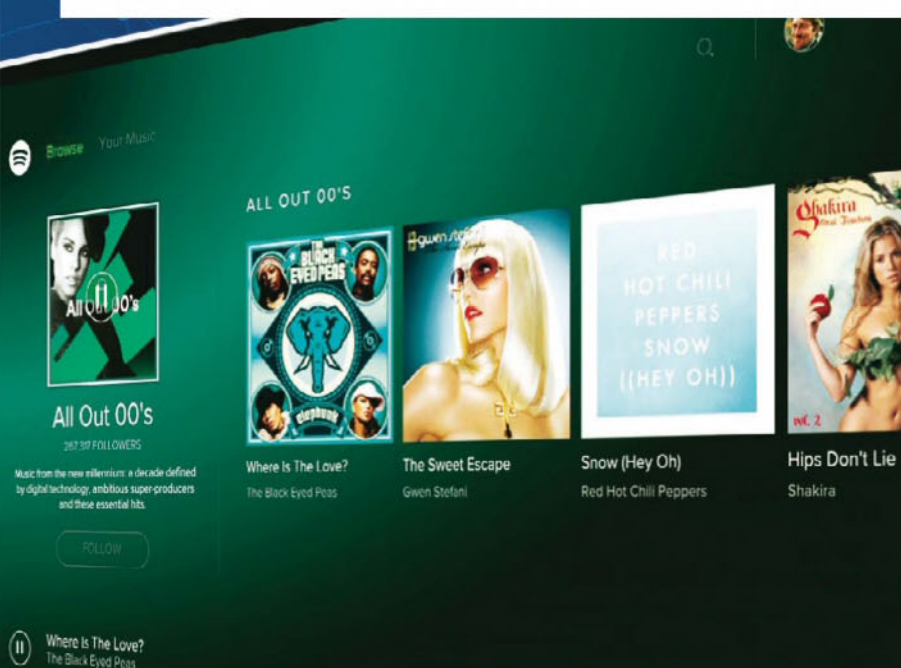 Browse Your Music
ALL OUT 00'S
All Out 00's
THE
BLACK
EYED PEAS
Elephunk
gwen stefani
RED
HOT CHILI
PEPPERS
SNOW
((HEY OH))
Shakira
Oral Fixation
VOL. 2
All Out 00's
FOLLOWERS
Music from the new millennium: a decade defined
by digital technology, ambitious super-producers
and these essential hits.
FOLLOW
Where Is The Love?
The Black Eyed Peas
The Sweet Escape
Gwen Stefani
Snow (Hey Oh)
Red Hot Chili Peppers
Hips Don't Lie
Shakira
Where Is The Love?
The Black Eyed Peas